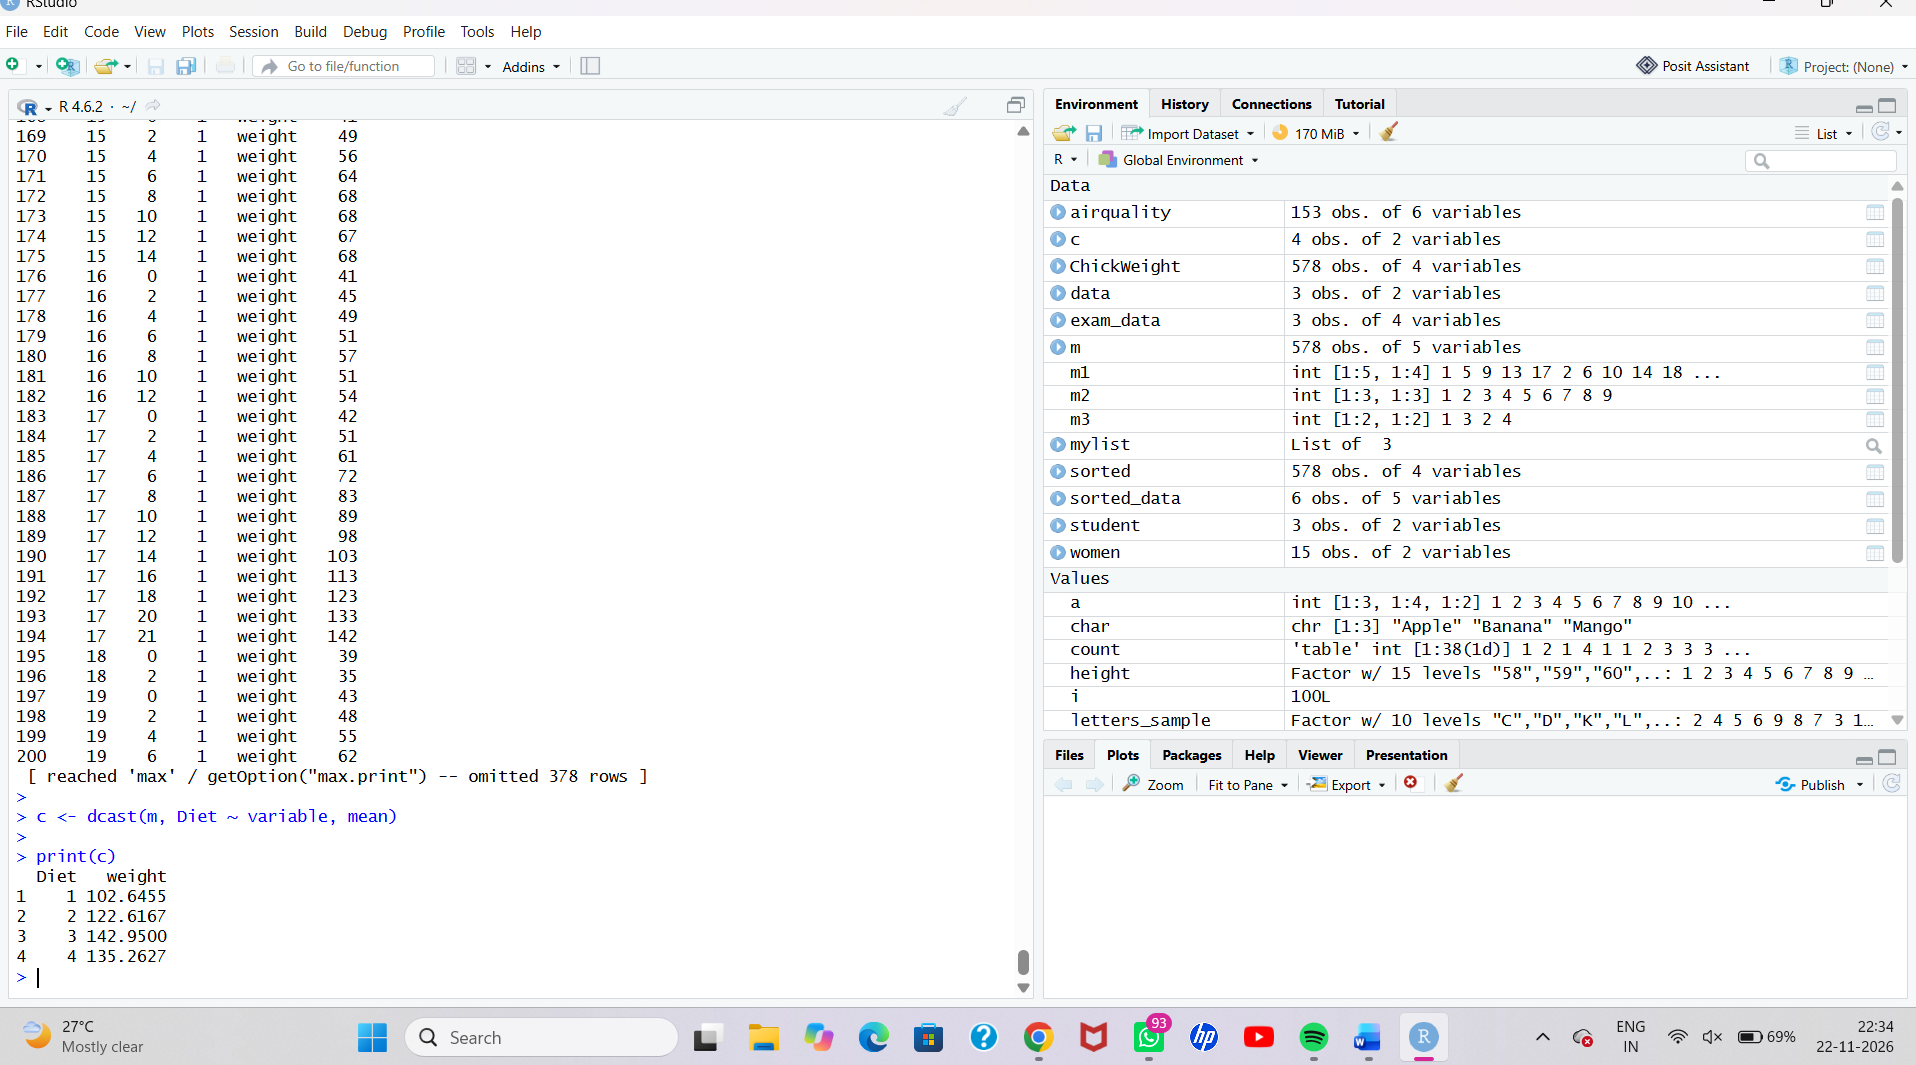 RStudio
File Edit Code View Plots Session Build Debug Profile Tools Help
Go to file/function Addins Posit Assistant Project: (None)
R 4.6.2 · ~/
169 15 2 1 weight 49
170 15 4 1 weight 56
171 15 6 1 weight 64
172 15 8 1 weight 68
173 15 10 1 weight 68
174 15 12 1 weight 67
175 15 14 1 weight 68
176 16 0 1 weight 41
177 16 2 1 weight 45
178 16 4 1 weight 49
179 16 6 1 weight 51
180 16 8 1 weight 57
181 16 10 1 weight 51
182 16 12 1 weight 54
183 17 0 1 weight 42
184 17 2 1 weight 51
185 17 4 1 weight 61
186 17 6 1 weight 72
187 17 8 1 weight 83
188 17 10 1 weight 89
189 17 12 1 weight 98
190 17 14 1 weight 103
191 17 16 1 weight 113
192 17 18 1 weight 123
193 17 20 1 weight 133
194 17 21 1 weight 142
195 18 0 1 weight 39
196 18 2 1 weight 35
197 19 0 1 weight 43
198 19 2 1 weight 48
199 19 4 1 weight 55
200 19 6 1 weight 62
[ reached 'max' / getOption("max.print") -- omitted 378 rows ]
>
> c <- dcast(m, Diet ~ variable, mean)
>
> print(c)
Diet weight
1 1 102.6455
2 2 122.6167
3 3 142.9500
4 4 135.2627
>
Environment History Connections Tutorial
Import Dataset 170 MiB List
R Global Environment
Data
airquality 153 obs. of 6 variables
c 4 obs. of 2 variables
ChickWeight 578 obs. of 4 variables
data 3 obs. of 2 variables
exam_data 3 obs. of 4 variables
m 578 obs. of 5 variables
m1 int [1:5, 1:4] 1 5 9 13 17 2 6 10 14 18 ...
m2 int [1:3, 1:3] 1 2 3 4 5 6 7 8 9
m3 int [1:2, 1:2] 1 3 2 4
mylist List of 3
sorted 578 obs. of 4 variables
sorted_data 6 obs. of 5 variables
student 3 obs. of 2 variables
women 15 obs. of 2 variables
Values
a int [1:3, 1:4, 1:2] 1 2 3 4 5 6 7 8 9 10 ...
char chr [1:3] "Apple" "Banana" "Mango"
count 'table' int [1:38(1d)] 1 2 1 4 1 1 2 3 3 3 ...
height Factor w/ 15 levels "58","59","60",..: 1 2 3 4 5 6 7 8 9 …
i 100L
letters_sample Factor w/ 10 levels "C","D","K","L",..: 2 4 5 6 9 8 7 3 1…
Files Plots Packages Help Viewer Presentation
Zoom Fit to Pane Export Publish
27°C
Mostly clear
Search
93
ENG
IN
69%
22:34
22-11-2026